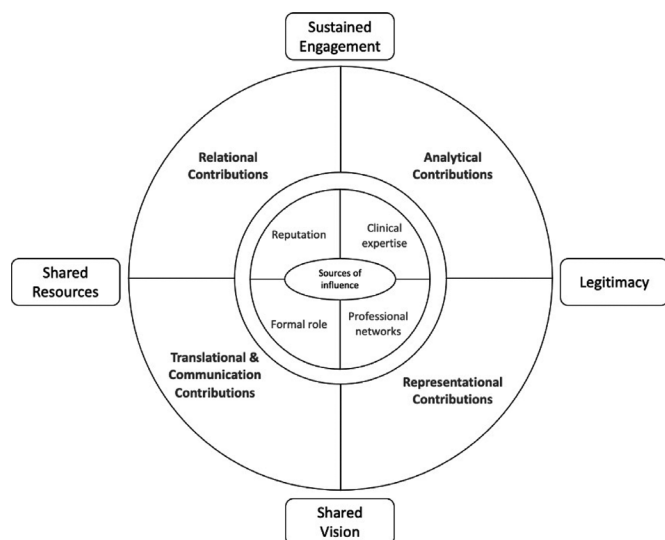 Sustained
Engagement
Relational
Contributions
Analytical
Contributions
Reputation
Clinical
expertise
Shared
Resources
Sources of
influence
Legitimacy
Formal role
Professional
networks
Translational &
Communication
Contributions
Representational
Contributions
Shared
Vision